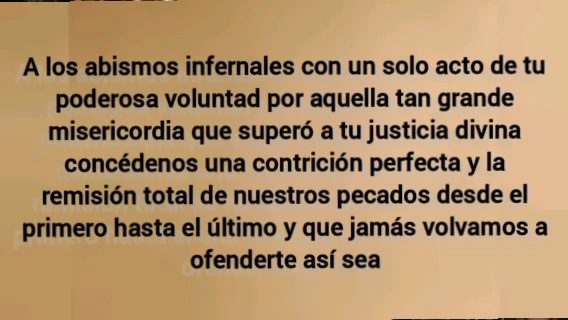 A los abismos infernales con un solo acto de tu
poderosa voluntad por aquella tan grande
misericordia que superó a tu justicia divina
concédenos una contrición perfecta y la
remisión total de nuestros pecados desde el
primero hasta el último y que jamás volvamos a
ofenderte así sea